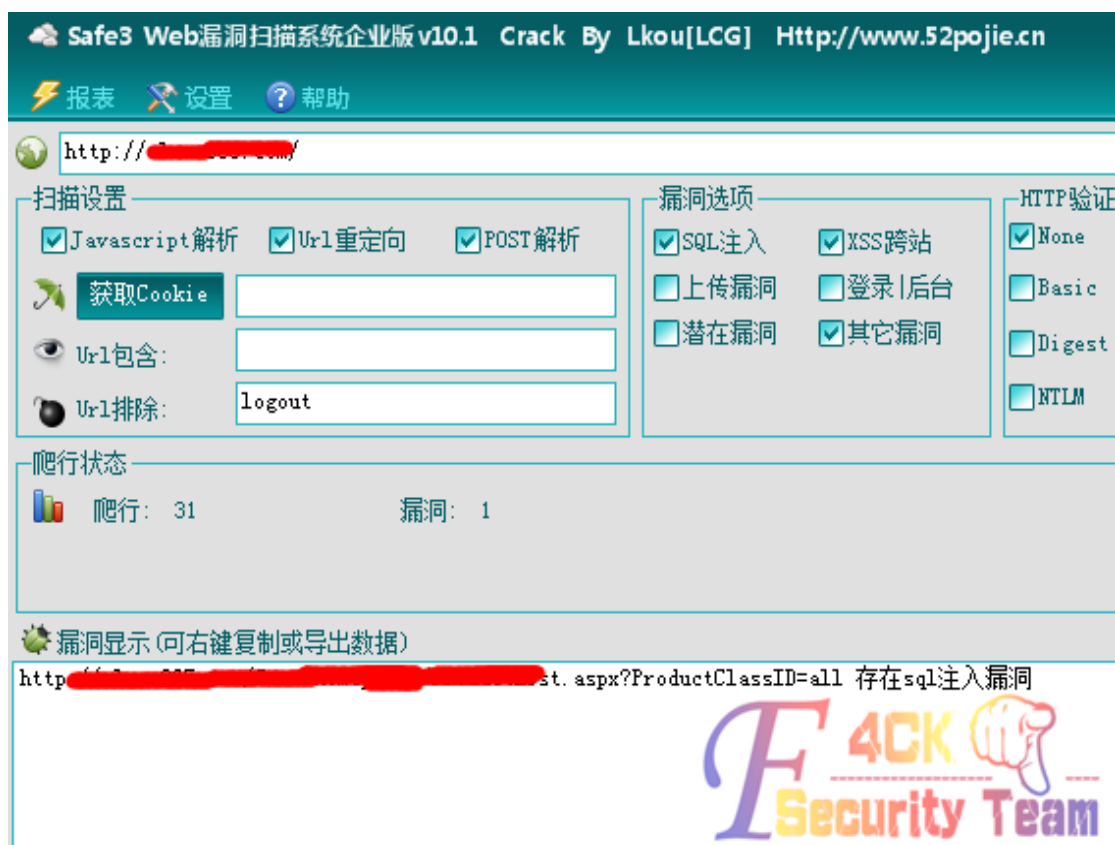 Safe3 Web漏洞扫描系统企业版v10.1 Crack By Lkou[LCG] Http://www.52pojie.cn
报表 设置 帮助
http://
扫描设置
Javascript解析 Url重定向 POST解析
获取Cookie
Url包含:
Url排除: logout
漏洞选项
SQL注入 XSS跨站
上传漏洞 登录|后台
潜在漏洞 其它漏洞
HTTP验证
None
Basic
Digest
NTLM
爬行状态
爬行: 31 漏洞: 1
漏洞显示(可右键复制或导出数据)
http st.aspx?ProductClassID=all 存在sql注入漏洞
F4CK
Security Team